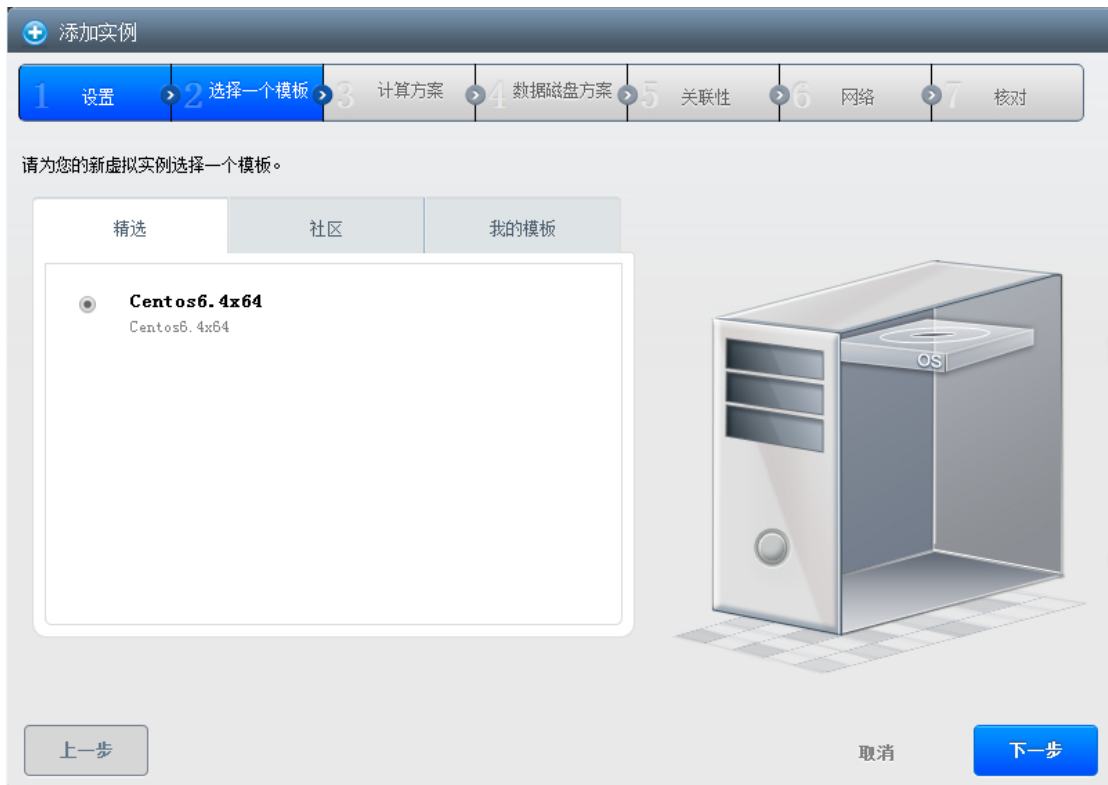 添加实例
1 设置
2 选择一个模板
3 计算方案
4 数据磁盘方案
5 关联性
6 网络
7 核对
请为您的新虚拟实例选择一个模板。
精选 社区 我的模板
Centos6.4x64
Centos6.4x64
OS
上一步 取消 下一步